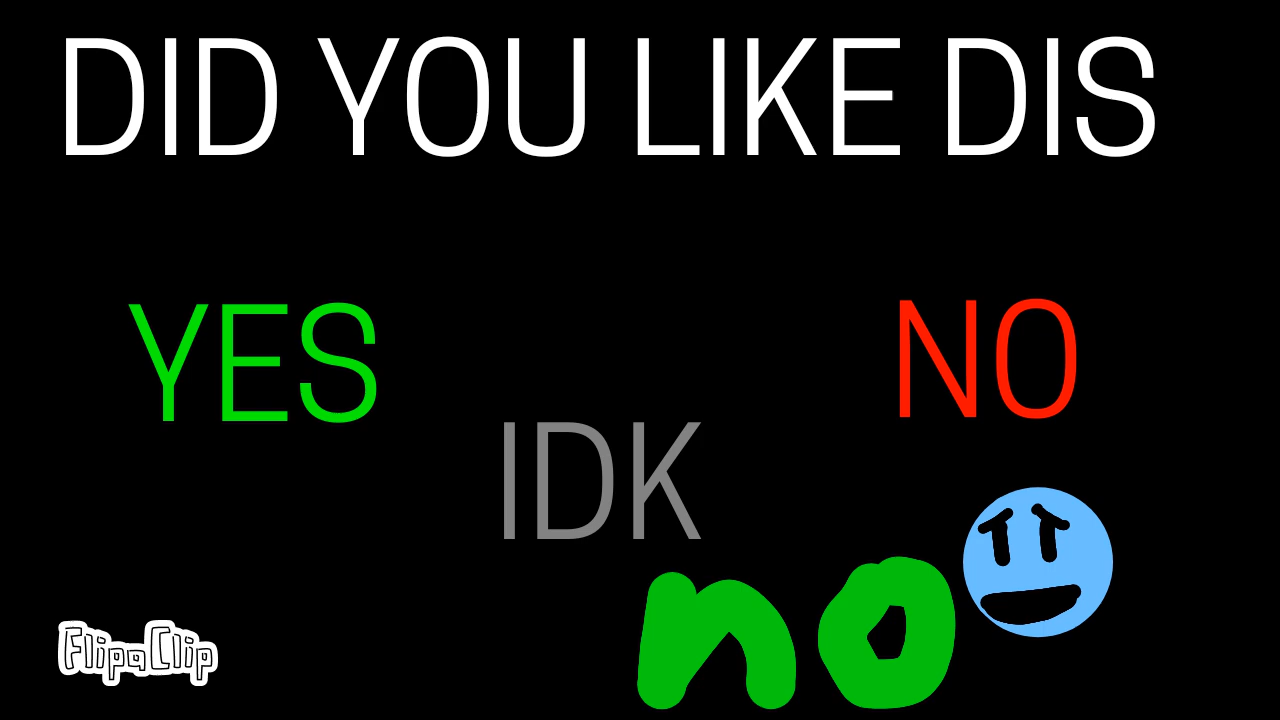 DID YOU LIKE DIS
YES
NO
IDK
no
FlipaClip